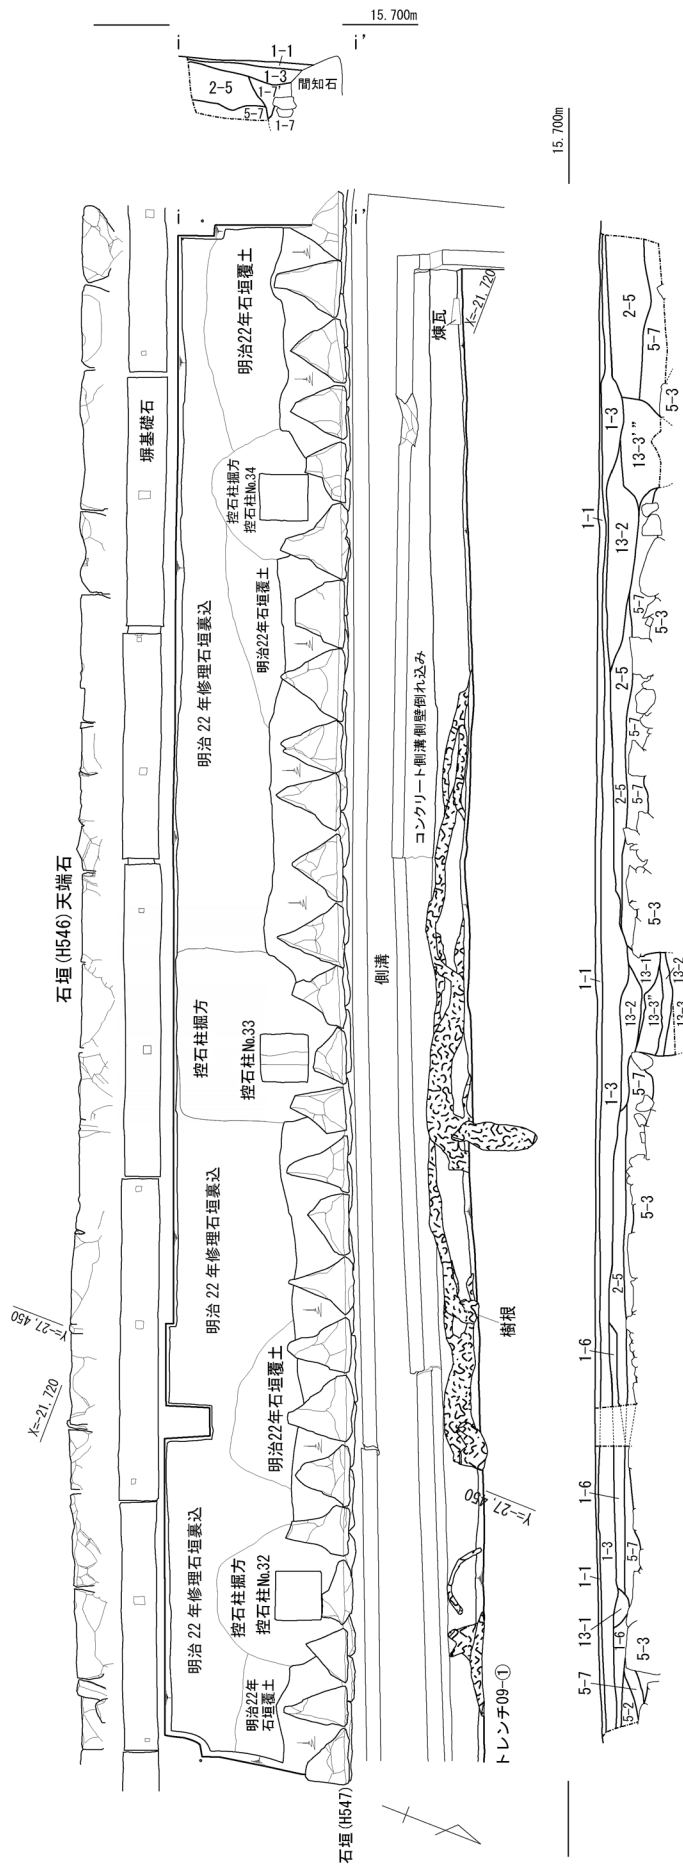 15.700m
i
i’
1-1
1-3
2-5
1-7’
5-7
1-7
間知石
15.700m
i
i’
明治22年石垣覆土
塀基礎石
控石柱掘方
控石柱No.34
明治22年石垣覆土
明治 22 年修理石垣裏込
石垣(H546)天端石
控石柱掘方
控石柱No.33
明治 22 年修理石垣裏込
明治22年石垣覆土
明治 22 年修理石垣裏込
控石柱掘方
控石柱No.32
明治22年
石垣覆土
石垣(H547)
Y=-27,450
X=-21,720
煉瓦
X=-21,720
コンクリート側溝側壁倒れ込み
側溝
樹根
Y=-27,450
トレンチ09-①
2-5
5-7
5-3
1-3
13-3’”
1-1
13-2
5-7
5-3
2-5
5-7
2-5
5-7
5-3
1-1
13-1
13-2
13-2
13-3”
13-3
1-3
5-7
5-3
2-5
1-6
1-6
1-3
5-7
1-1
13-1
1-6
5-3
5-7
5-2